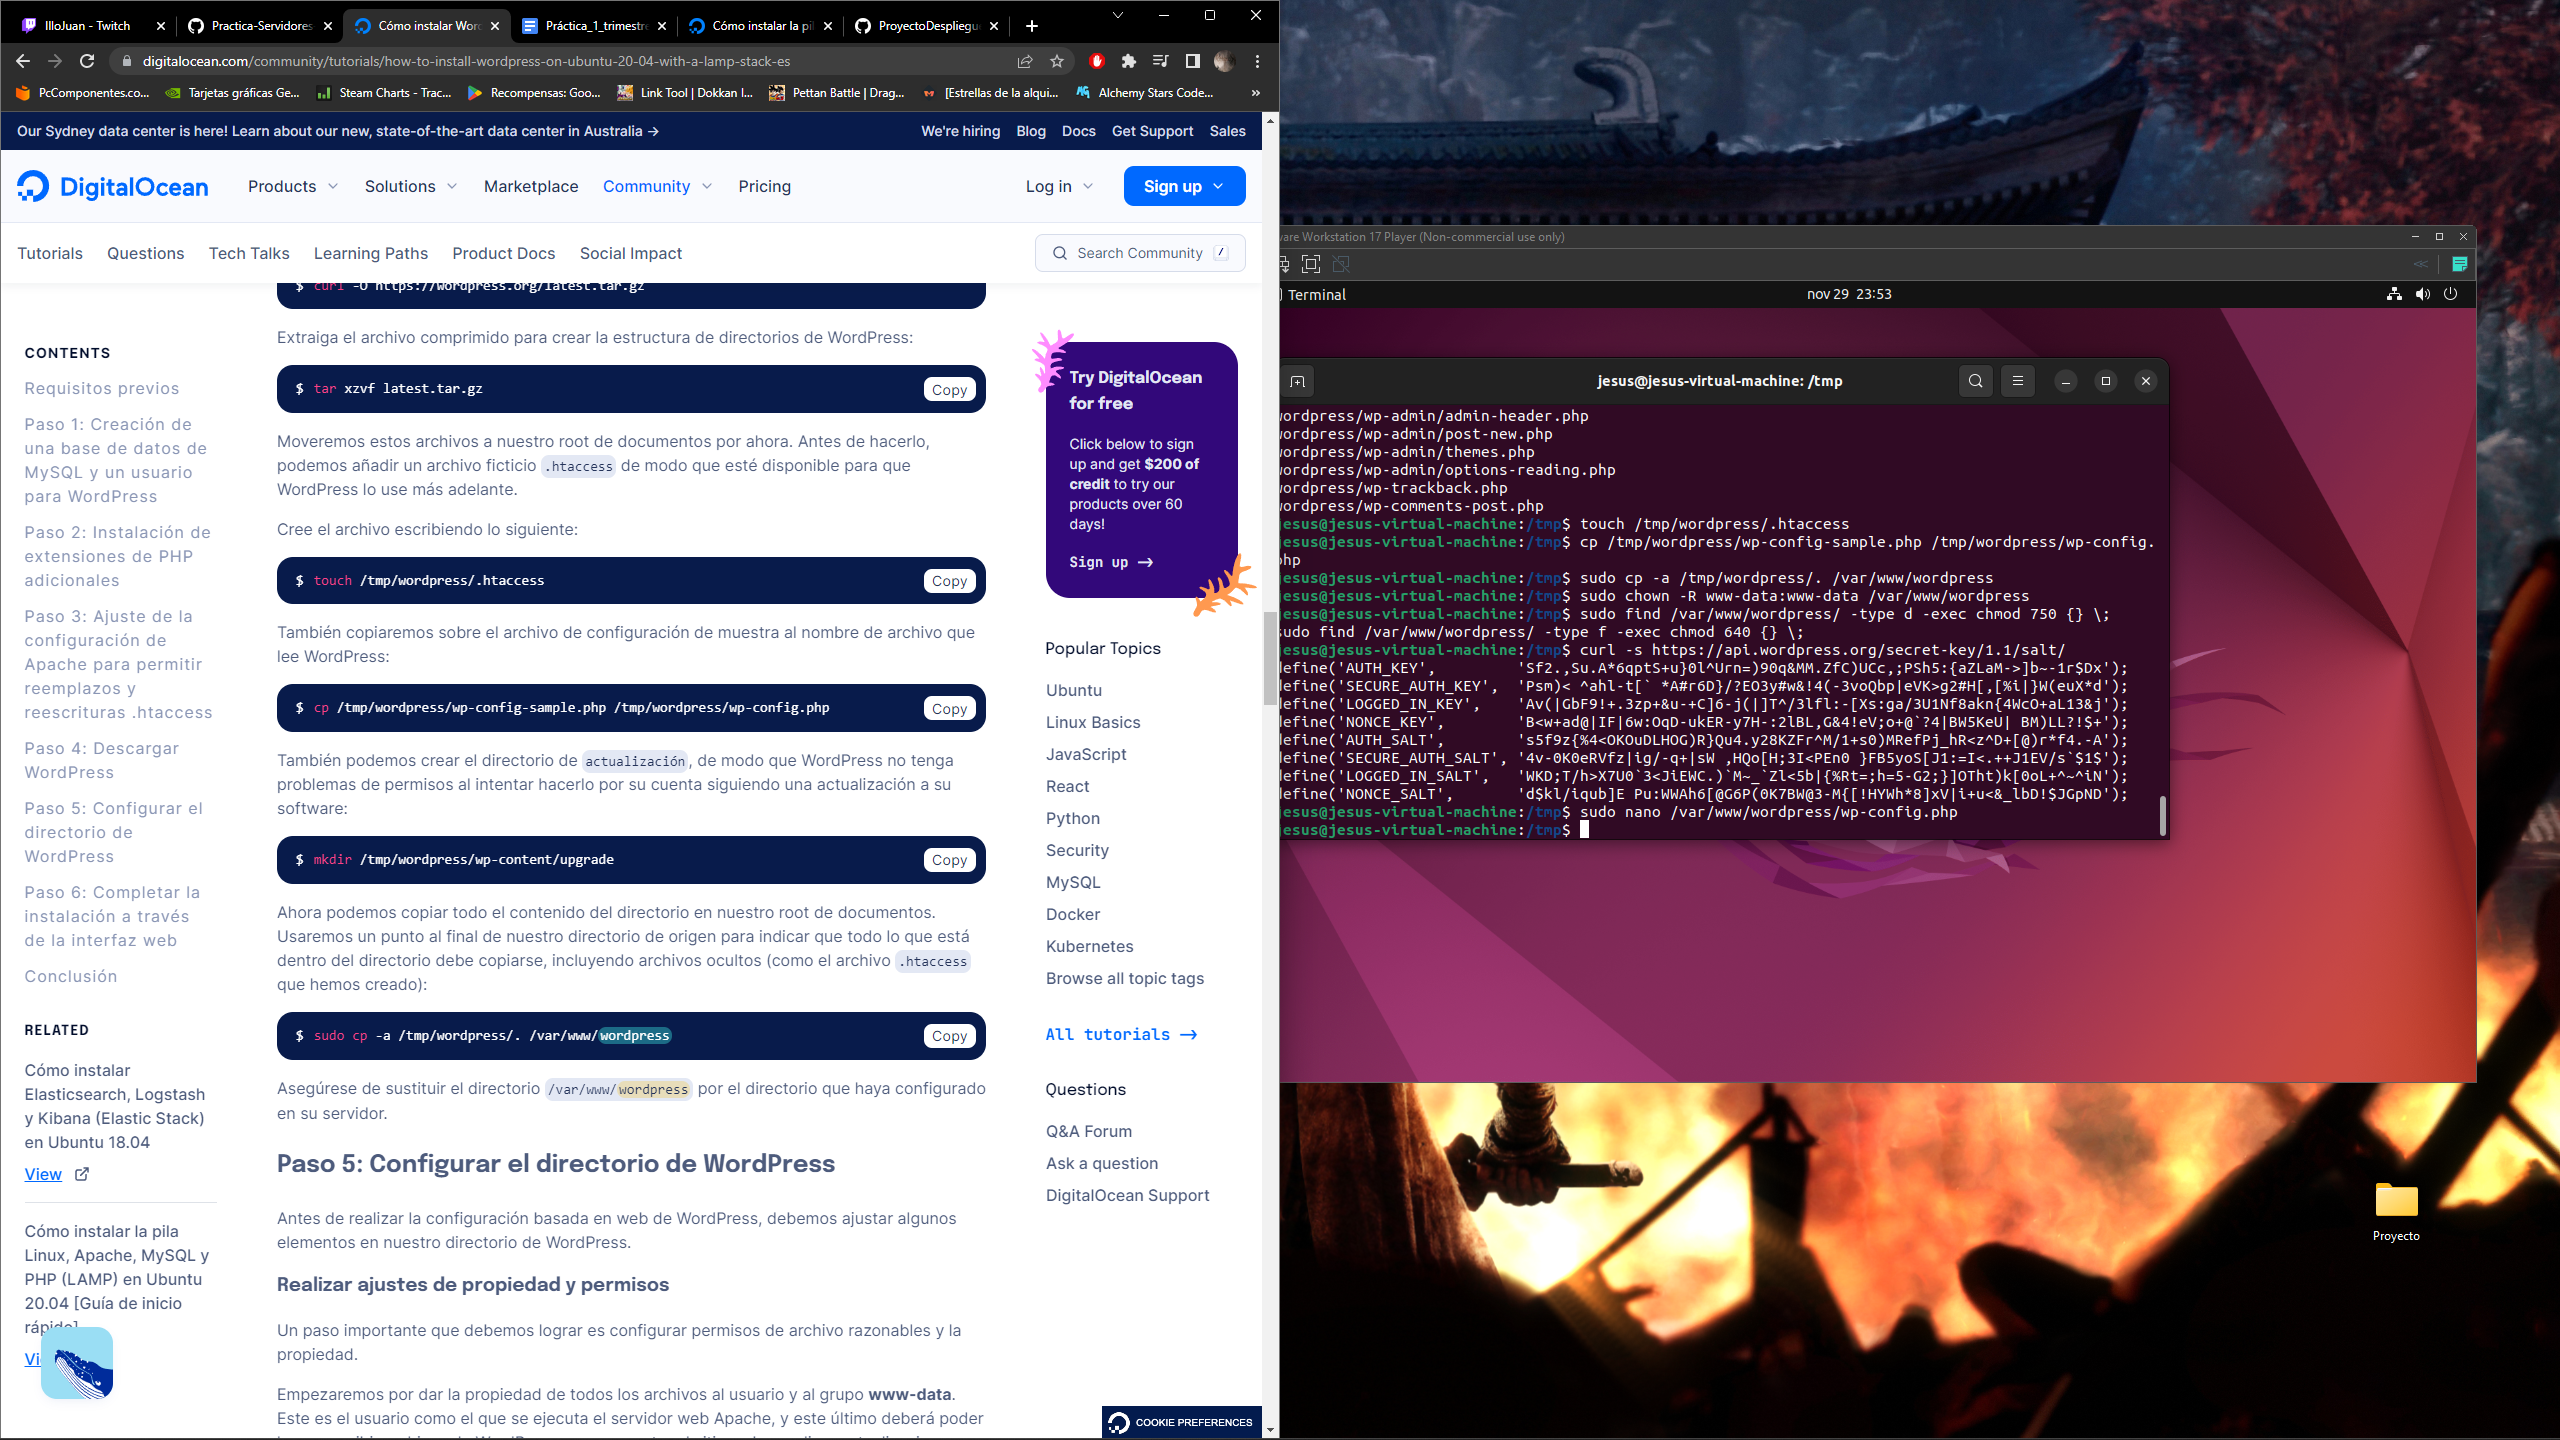 IlloJuan - Twitch
Practica-Servidores
Cómo instalar Word
Práctica_1_trimestre
Cómo instalar la pil
ProyectoDespliegue
digitalocean.com/community/tutorials/how-to-install-wordpress-on-ubuntu-20-04-with-a-lamp-stack-es
PcComponentes.co...
Tarjetas gráficas Ge...
Steam Charts - Trac...
Recompensas: Goo...
Link Tool | Dokkan I...
Pettan Battle | Drag...
[Estrellas de la alqui...
Alchemy Stars Code...
»
Our Sydney data center is here! Learn about our new, state-of-the-art data center in Australia →
We're hiring Blog Docs Get Support Sales
DigitalOcean
Products Solutions Marketplace Community Pricing
Log in
Sign up
Tutorials Questions Tech Talks Learning Paths Product Docs Social Impact
Search Community /
CONTENTS
Requisitos previos
Paso 1: Creación de
una base de datos de
MySQL y un usuario
para WordPress
Paso 2: Instalación de
extensiones de PHP
adicionales
Paso 3: Ajuste de la
configuración de
Apache para permitir
reemplazos y
reescrituras .htaccess
Paso 4: Descargar
WordPress
Paso 5: Configurar el
directorio de
WordPress
Paso 6: Completar la
instalación a través
de la interfaz web
Conclusión
RELATED
Cómo instalar
Elasticsearch, Logstash
y Kibana (Elastic Stack)
en Ubuntu 18.04
View
Cómo instalar la pila
Linux, Apache, MySQL y
PHP (LAMP) en Ubuntu
20.04 [Guía de inicio
rápido]
$ curl -O https://wordpress.org/latest.tar.gz
Extraiga el archivo comprimido para crear la estructura de directorios de WordPress:
$ tar xzvf latest.tar.gz
Copy
Moveremos estos archivos a nuestro root de documentos por ahora. Antes de hacerlo,
podemos añadir un archivo ficticio .htaccess de modo que esté disponible para que
WordPress lo use más adelante.
Cree el archivo escribiendo lo siguiente:
$ touch /tmp/wordpress/.htaccess
Copy
También copiaremos sobre el archivo de configuración de muestra al nombre de archivo que
lee WordPress:
$ cp /tmp/wordpress/wp-config-sample.php /tmp/wordpress/wp-config.php
Copy
También podemos crear el directorio de actualización, de modo que WordPress no tenga
problemas de permisos al intentar hacerlo por su cuenta siguiendo una actualización a su
software:
$ mkdir /tmp/wordpress/wp-content/upgrade
Copy
Ahora podemos copiar todo el contenido del directorio en nuestro root de documentos.
Usaremos un punto al final de nuestro directorio de origen para indicar que todo lo que está
dentro del directorio debe copiarse, incluyendo archivos ocultos (como el archivo .htaccess
que hemos creado):
$ sudo cp -a /tmp/wordpress/. /var/www/wordpress
Copy
Asegúrese de sustituir el directorio /var/www/wordpress por el directorio que haya configurado
en su servidor.
Paso 5: Configurar el directorio de WordPress
Antes de realizar la configuración basada en web de WordPress, debemos ajustar algunos
elementos en nuestro directorio de WordPress.
Realizar ajustes de propiedad y permisos
Un paso importante que debemos lograr es configurar permisos de archivo razonables y la
propiedad.
Empezaremos por dar la propiedad de todos los archivos al usuario y al grupo www-data.
Este es el usuario como el que se ejecuta el servidor web Apache, y este último deberá poder
Try DigitalOcean
for free
Click below to sign
up and get $200 of
credit to try our
products over 60
days!
Sign up →
Popular Topics
Ubuntu
Linux Basics
JavaScript
React
Python
Security
MySQL
Docker
Kubernetes
Browse all topic tags
All tutorials →
Questions
Q&A Forum
Ask a question
DigitalOcean Support
COOKIE PREFERENCES
ware Workstation 17 Player (Non-commercial use only)
Terminal
nov 29 23:53
jesus@jesus-virtual-machine: /tmp
wordpress/wp-admin/admin-header.php
wordpress/wp-admin/post-new.php
wordpress/wp-admin/themes.php
wordpress/wp-admin/options-reading.php
wordpress/wp-trackback.php
wordpress/wp-comments-post.php
jesus@jesus-virtual-machine:/tmp$ touch /tmp/wordpress/.htaccess
jesus@jesus-virtual-machine:/tmp$ cp /tmp/wordpress/wp-config-sample.php /tmp/wordpress/wp-config.
php
jesus@jesus-virtual-machine:/tmp$ sudo cp -a /tmp/wordpress/. /var/www/wordpress
jesus@jesus-virtual-machine:/tmp$ sudo chown -R www-data:www-data /var/www/wordpress
jesus@jesus-virtual-machine:/tmp$ sudo find /var/www/wordpress/ -type d -exec chmod 750 {} \;
sudo find /var/www/wordpress/ -type f -exec chmod 640 {} \;
jesus@jesus-virtual-machine:/tmp$ curl -s https://api.wordpress.org/secret-key/1.1/salt/
define('AUTH_KEY', 'Sf2.,Su.A*6qptS+u}0l^Urn=)90q&MM.ZfC)UCc,;PSh5:{aZLaM->]b~-1r$Dx');
define('SECURE_AUTH_KEY', 'Psm)< ^ahl-t[` *A#r6D}/?EO3y#w&!4(-3voQbp|eVK>g2#H[,[%i|}W(euX*d');
define('LOGGED_IN_KEY', 'Av(|GbF9!+.3zp+&u-+C]6-j(|]T^/3lfl:-[Xs:ga/3U1Nf8akn{4WcO+aL13&j');
define('NONCE_KEY', 'B<w+ad@|IF|6w:OqD-ukER-y7H-:2lBL,G&4!eV;o+@`?4|BW5KeU| BM)LL?!$+');
define('AUTH_SALT', 's5f9z{%4<OKOuDLHOG)R}Qu4.y28KZFr^M/1+s0)MRefPj_hR<z^D+[@)r*f4.-A');
define('SECURE_AUTH_SALT', '4v-0K0eRVfz|ig/-q+|sW ,HQo[H;3I<PEn0 }FB5yoS[J1:=I<.++J1EV/s`$1$');
define('LOGGED_IN_SALT', 'WKD;T/h>X7U0`3<JiEWC.)`M~_`Zl<5b|{%Rt=;h=5-G2;}]OTht)k[0oL+^~^iN');
define('NONCE_SALT', 'd$kl/iqub]E Pu:WWAh6[@G6P(0K7BW@3-M{[!HYWh*8]xV|i+u<&_lbD!$JGpND');
jesus@jesus-virtual-machine:/tmp$ sudo nano /var/www/wordpress/wp-config.php
jesus@jesus-virtual-machine:/tmp$
Proyecto